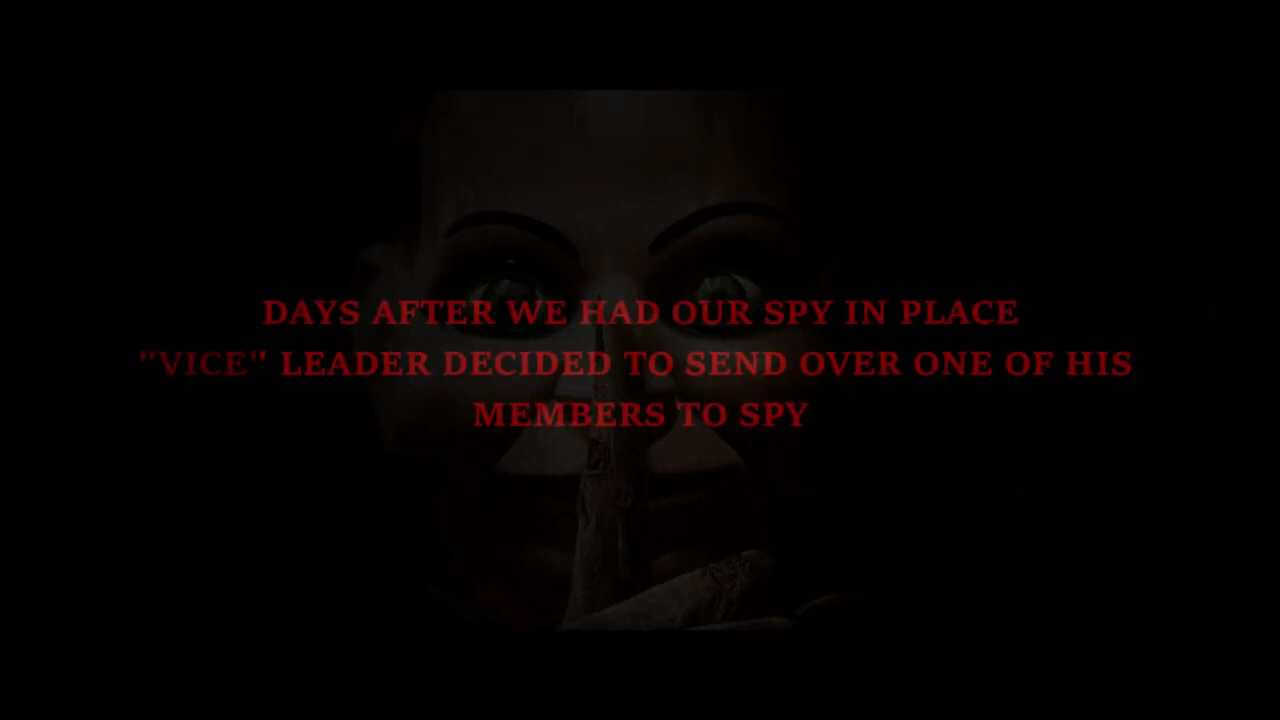 DAYS AFTER WE HAD OUR SPY IN PLACE
"VICE" LEADER DECIDED TO SEND OVER ONE OF HIS
MEMBERS TO SPY